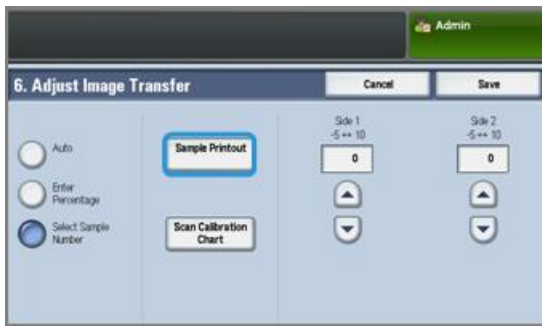 Admin
6. Adjust Image Transfer
Cancel
Save
Auto
Enter
Percentage
Select Sample
Number
Sample Printout
Scan Calibration
Chart
Side 1
-5 ↔ 10
0
Side 2
-5 ↔ 10
0